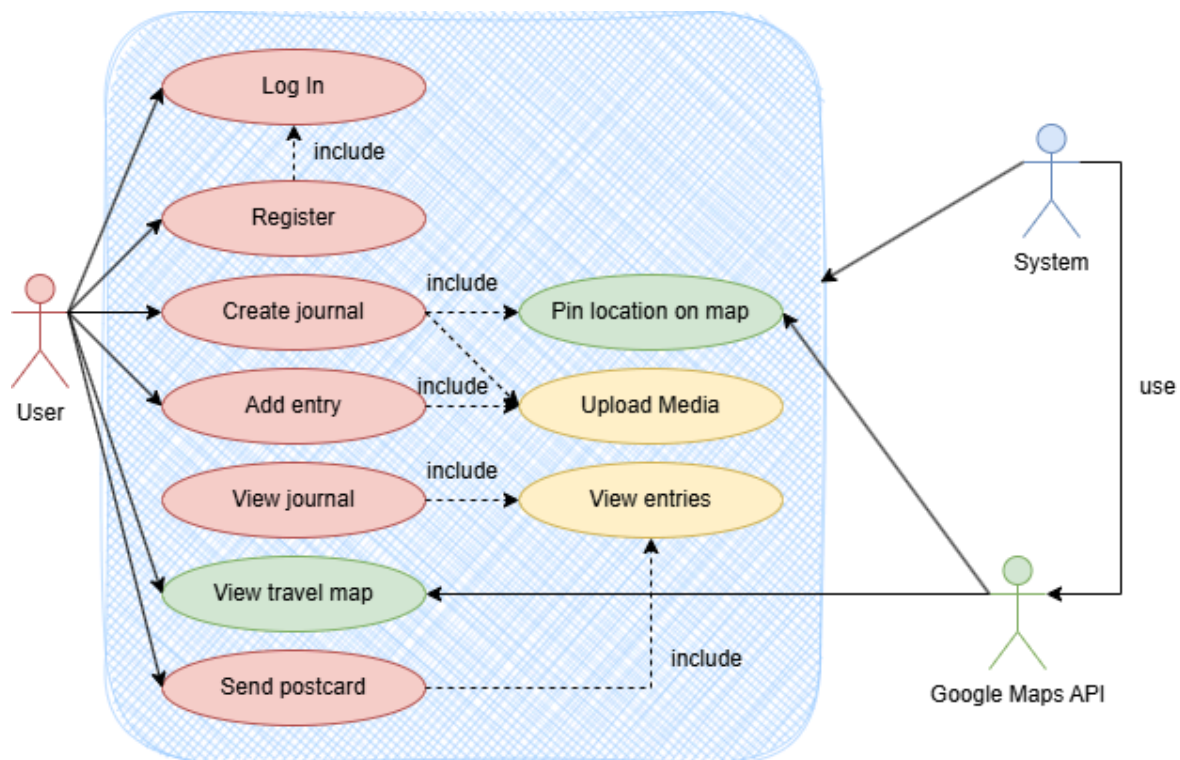 Log In
include
Register
Create journal
include
Pin location on map
System
Add entry
include
Upload Media
use
User
View journal
include
View entries
View travel map
Send postcard
include
Google Maps API